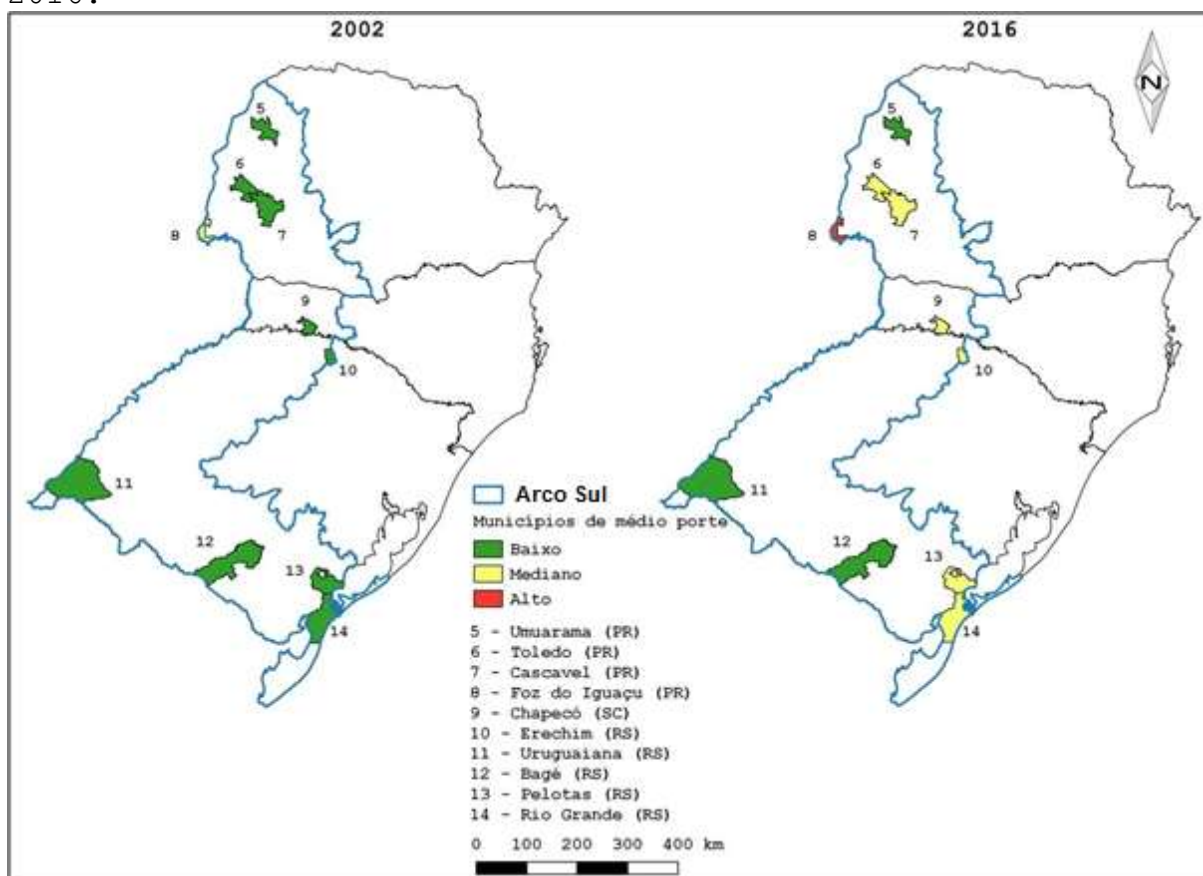 2002
2016
N
5
6
7
8
9
10
11
12
13
14
5
6
7
8
9
10
11
12
13
14
Arco Sul
Municípios de médio porte
Baixo
Mediano
Alto
5 - Umuarama (PR)
6 - Toledo (PR)
7 - Cascavel (PR)
8 - Foz do Iguaçu (PR)
9 - Chapecó (SC)
10 - Erechim (RS)
11 - Uruguaiana (RS)
12 - Bagé (RS)
13 - Pelotas (RS)
14 - Rio Grande (RS)
0 100 200 300 400 km